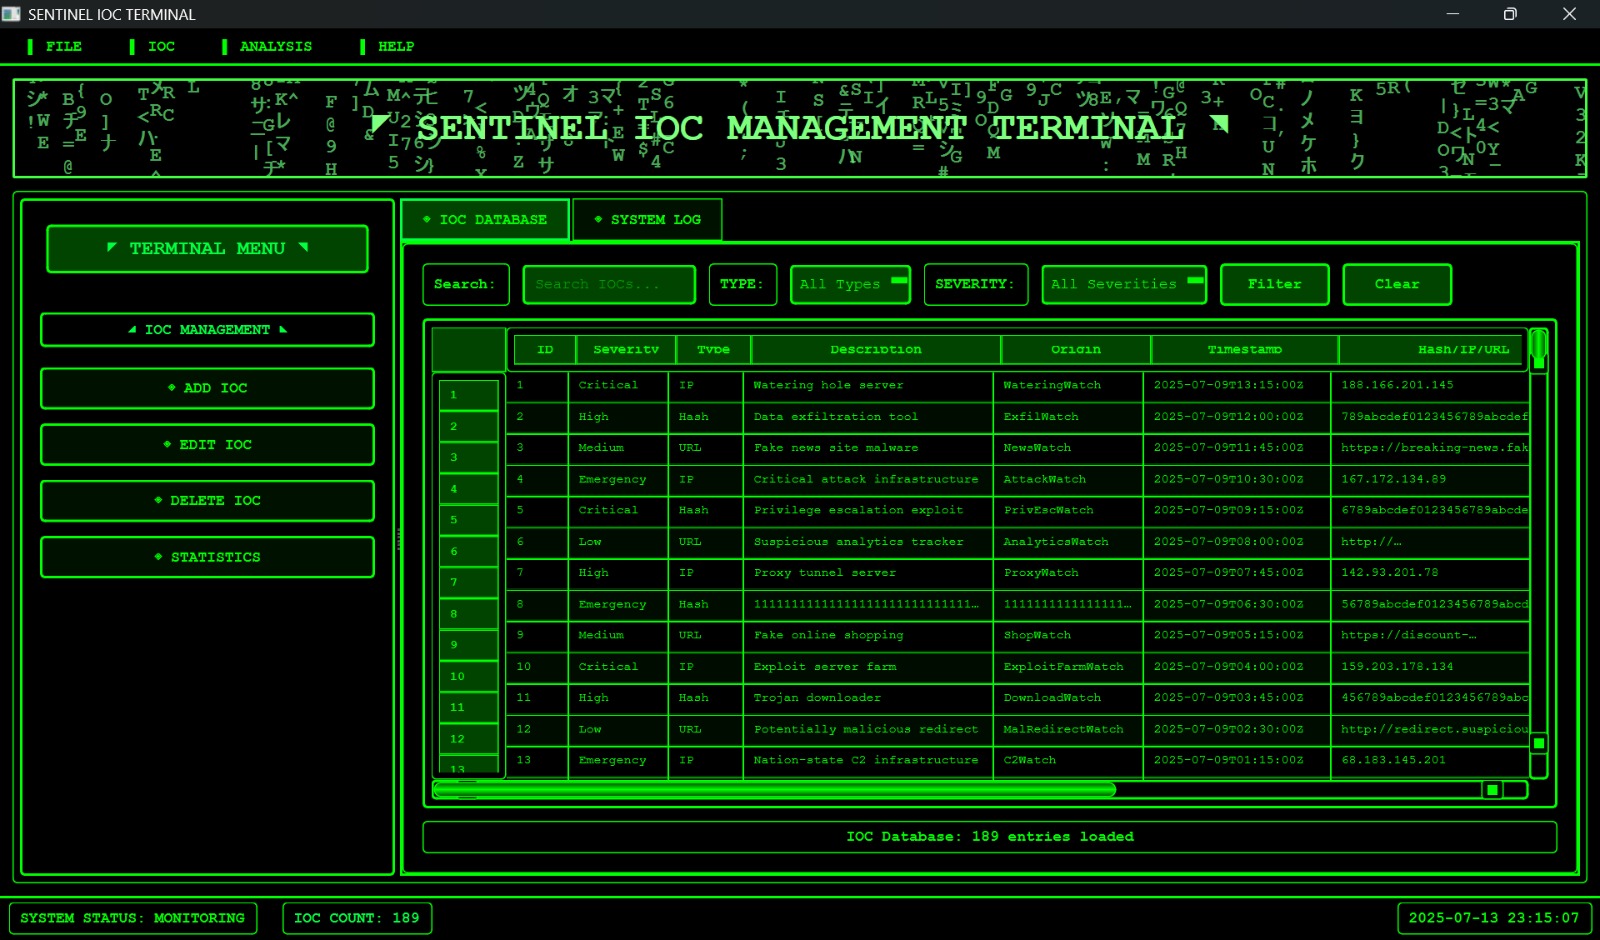 SENTINEL IOC TERMINAL
FILE IOC ANALYSIS HELP
SENTINEL IOC MANAGEMENT TERMINAL
TERMINAL MENU
IOC MANAGEMENT
ADD IOC
EDIT IOC
DELETE IOC
STATISTICS
IOC DATABASE SYSTEM LOG
Search: Search IOCs... TYPE: All Types SEVERITY: All Severities Filter Clear
ID Severity Type Description Origin Timestamp Hash/IP/URL
1 1 Critical IP Watering hole server WateringWatch 2025-07-09T13:15:00Z 188.166.201.145
2 2 High Hash Data exfiltration tool ExfilWatch 2025-07-09T12:00:00Z 789abcdef0123456789abcdef
3 3 Medium URL Fake news site malware NewsWatch 2025-07-09T11:45:00Z https://breaking-news.fak
4 4 Emergency IP Critical attack infrastructure AttackWatch 2025-07-09T10:30:00Z 167.172.134.89
5 5 Critical Hash Privilege escalation exploit PrivEscWatch 2025-07-09T09:15:00Z 6789abcdef0123456789abcde
6 6 Low URL Suspicious analytics tracker AnalyticsWatch 2025-07-09T08:00:00Z http://…
7 7 High IP Proxy tunnel server ProxyWatch 2025-07-09T07:45:00Z 142.93.201.78
8 8 Emergency Hash 11111111111111111111111111111… 1111111111111111… 2025-07-09T06:30:00Z 56789abcdef0123456789abcd
9 9 Medium URL Fake online shopping ShopWatch 2025-07-09T05:15:00Z https://discount-…
10 10 Critical IP Exploit server farm ExploitFarmWatch 2025-07-09T04:00:00Z 159.203.178.134
11 11 High Hash Trojan downloader DownloadWatch 2025-07-09T03:45:00Z 456789abcdef0123456789abc
12 12 Low URL Potentially malicious redirect MalRedirectWatch 2025-07-09T02:30:00Z http://redirect.suspiciou
13 13 Emergency IP Nation-state C2 infrastructure C2Watch 2025-07-09T01:15:00Z 68.183.145.201
IOC Database: 189 entries loaded
SYSTEM STATUS: MONITORING IOC COUNT: 189 2025-07-13 23:15:07